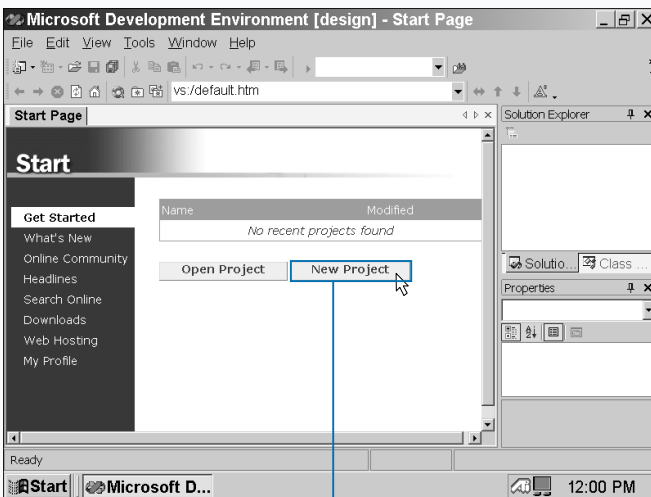 Microsoft Development Environment [design] - Start Page
File Edit View Tools Window Help
vs:/default.htm
Start Page
Solution Explorer
Start
Get Started
What's New
Online Community
Headlines
Search Online
Downloads
Web Hosting
My Profile
Name Modified
No recent projects found
Open Project New Project
Solutio... Class ...
Properties
Ready
Start Microsoft D... 12:00 PM